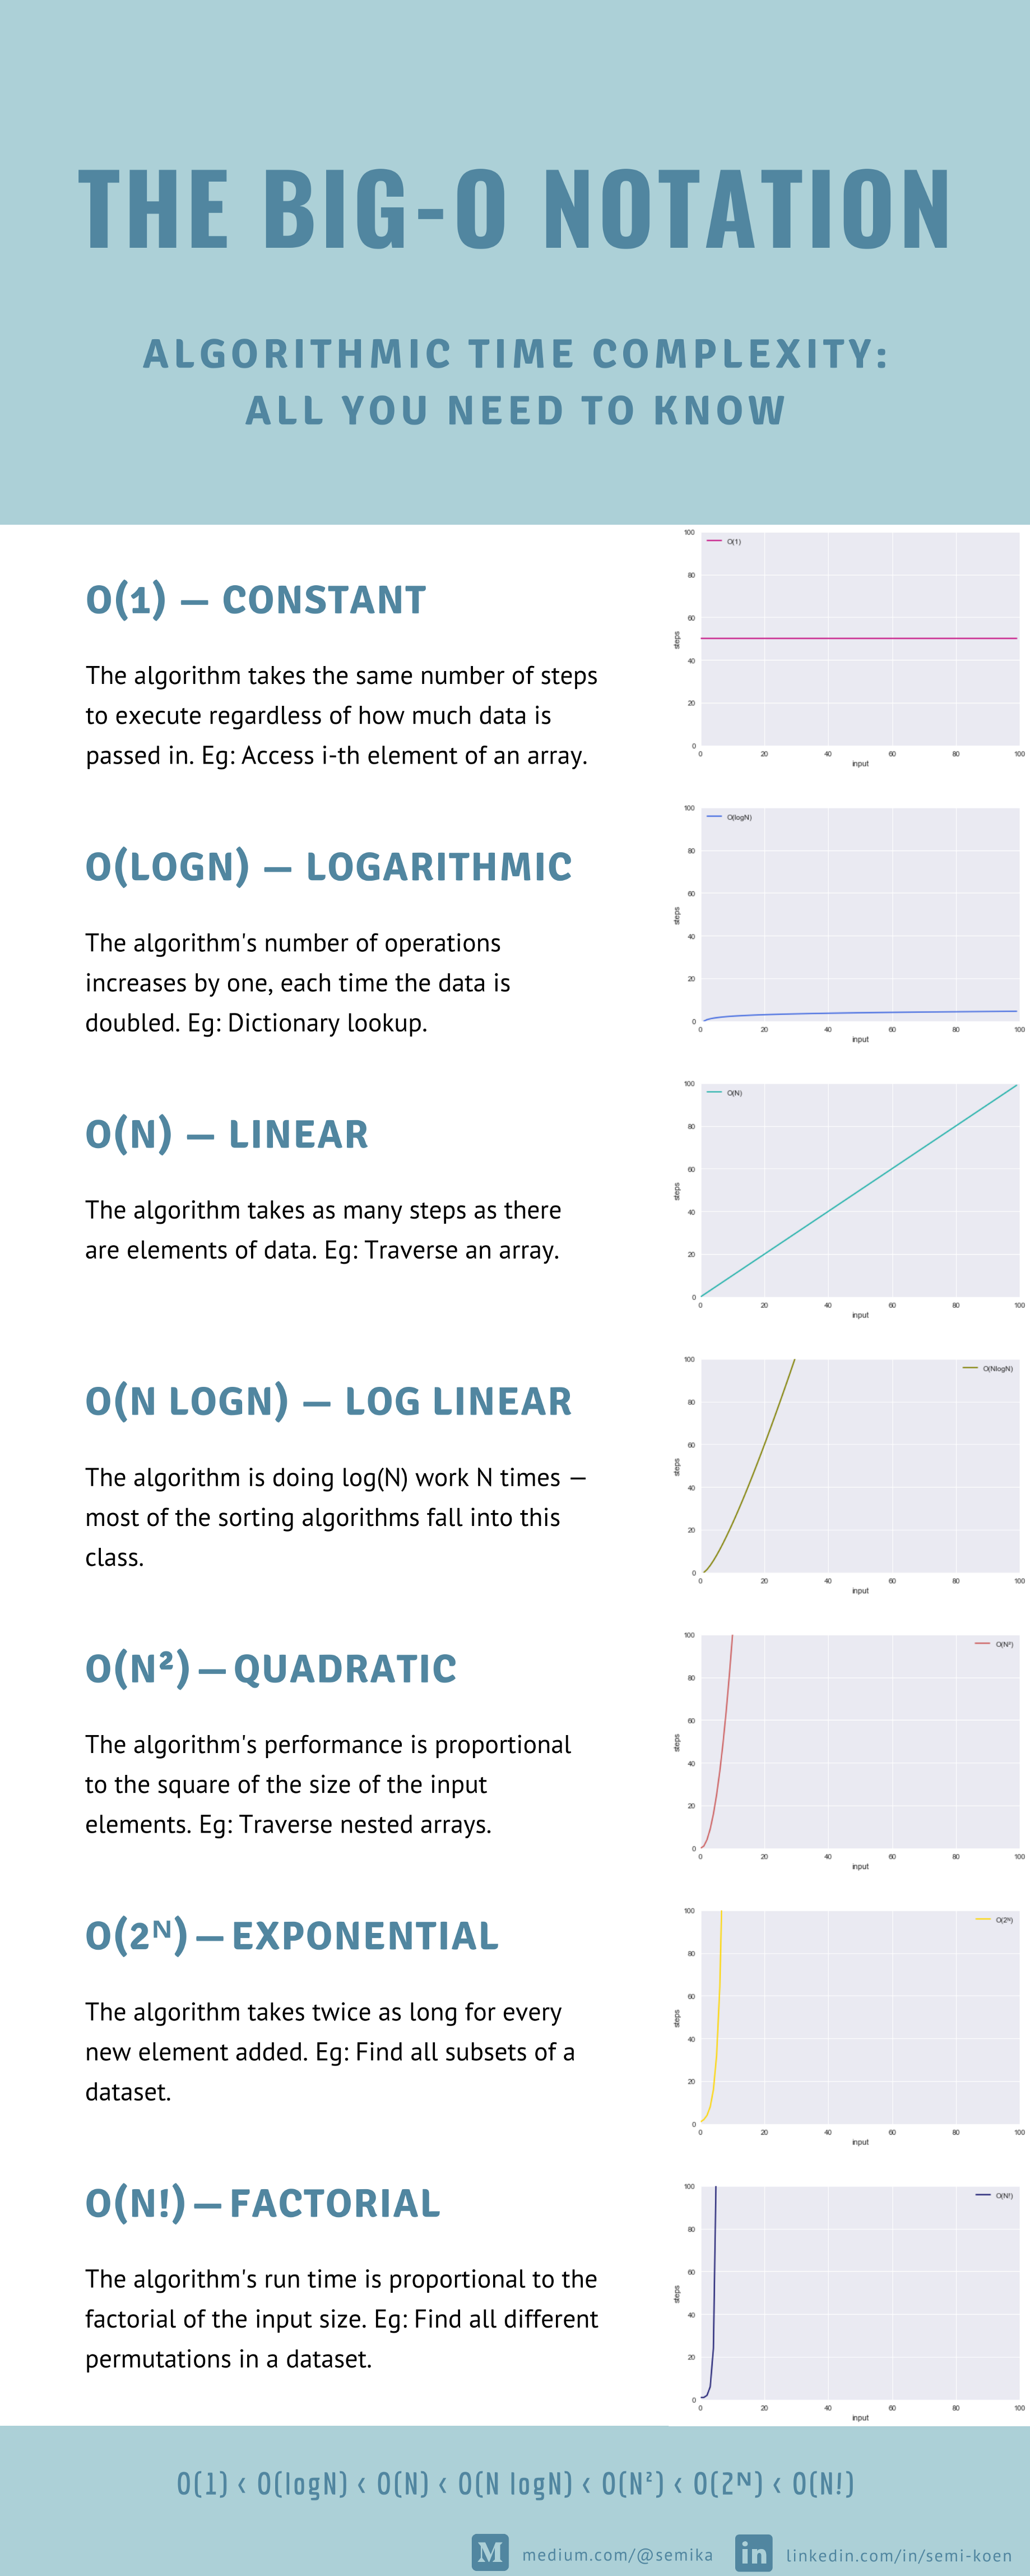 THE BIG-O NOTATION
ALGORITHMIC TIME COMPLEXITY:
ALL YOU NEED TO KNOW
O(1) — CONSTANT
The algorithm takes the same number of steps
to execute regardless of how much data is
passed in. Eg: Access i-th element of an array.
100
80
60
40
20
0
steps
O(1)
0 20 40 60 80 100
input
O(LOGN) — LOGARITHMIC
The algorithm's number of operations
increases by one, each time the data is
doubled. Eg: Dictionary lookup.
100
80
60
40
20
0
steps
O(logN)
0 20 40 60 80 100
input
O(N) — LINEAR
The algorithm takes as many steps as there
are elements of data. Eg: Traverse an array.
100
80
60
40
20
0
steps
O(N)
0 20 40 60 80 100
input
O(N LOGN) — LOG LINEAR
The algorithm is doing log(N) work N times —
most of the sorting algorithms fall into this
class.
100
80
60
40
20
0
steps
O(NlogN)
0 20 40 60 80 100
input
O(N²) — QUADRATIC
The algorithm's performance is proportional
to the square of the size of the input
elements. Eg: Traverse nested arrays.
100
80
60
40
20
0
steps
O(N²)
0 20 40 60 80 100
input
O(2ᴺ) — EXPONENTIAL
The algorithm takes twice as long for every
new element added. Eg: Find all subsets of a
dataset.
100
80
60
40
20
0
steps
O(2ᴺ)
0 20 40 60 80 100
input
O(N!) — FACTORIAL
The algorithm's run time is proportional to the
factorial of the input size. Eg: Find all different
permutations in a dataset.
100
80
60
40
20
0
steps
O(N!)
0 20 40 60 80 100
input
O(1) < O(logN) < O(N) < O(N logN) < O(N²) < O(2ᴺ) < O(N!)
M medium.com/@semika in linkedin.com/in/semi-koen